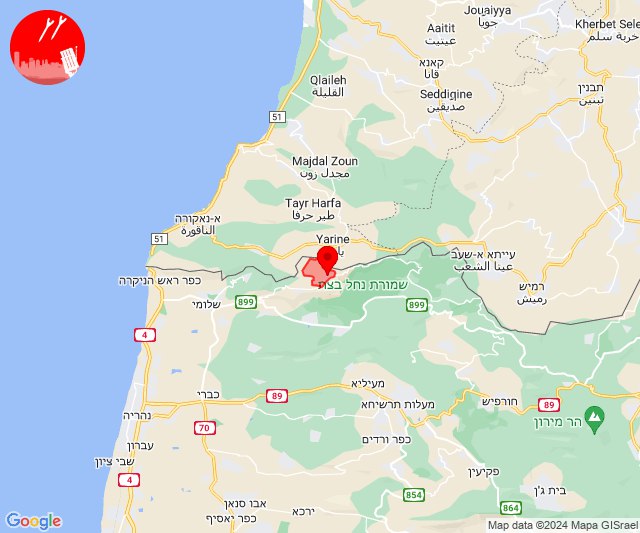 Jouaiyya
جويا
Kherbet Sele
خربة سلم
Aaitit
عيتيت
קאנא
قانا
תבנין
تبنين
Qlaileh
القليلة
Seddiqine
صديقين
51
Majdal Zoun
مجدل زون
Tayr Harfa
طير حرفا
א-נאקורה
الناقورة
51
Yarine
עייתא א-שעב
عيتا الشعب
רמיש
رميش
כפר ראש הניקרה
שמורת נחל בצת
899
899
שלומי
4
מעיליא
89
כברי
מעלות תרשיחא
חורפיש
89
הר מירון
נהריה
70
כפר ורדים
עברון
שבי ציון
4
פקיעין
854
864
בית ג'ן
אבו סנאן
ירכא
כפר יאסיף
Google
Map data ©2024 Mapa GISrael